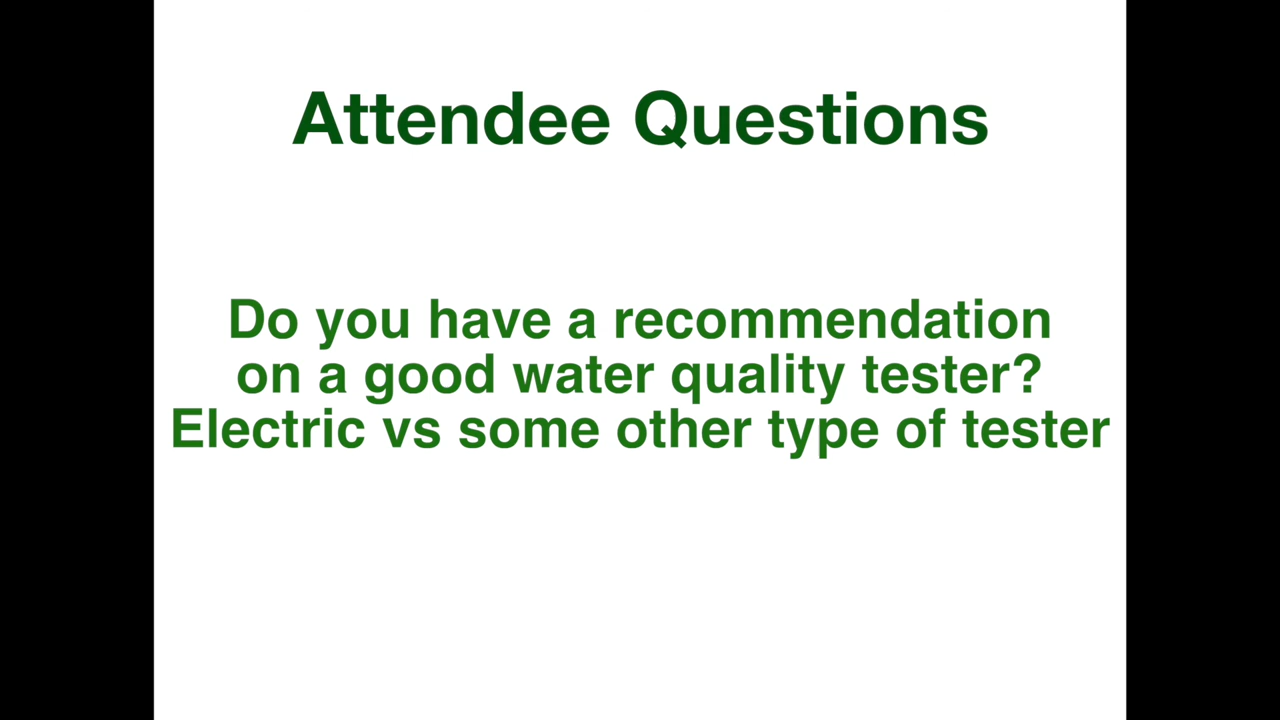 Attendee Questions
Do you have a recommendation
on a good water quality tester?
Electric vs some other type of tester